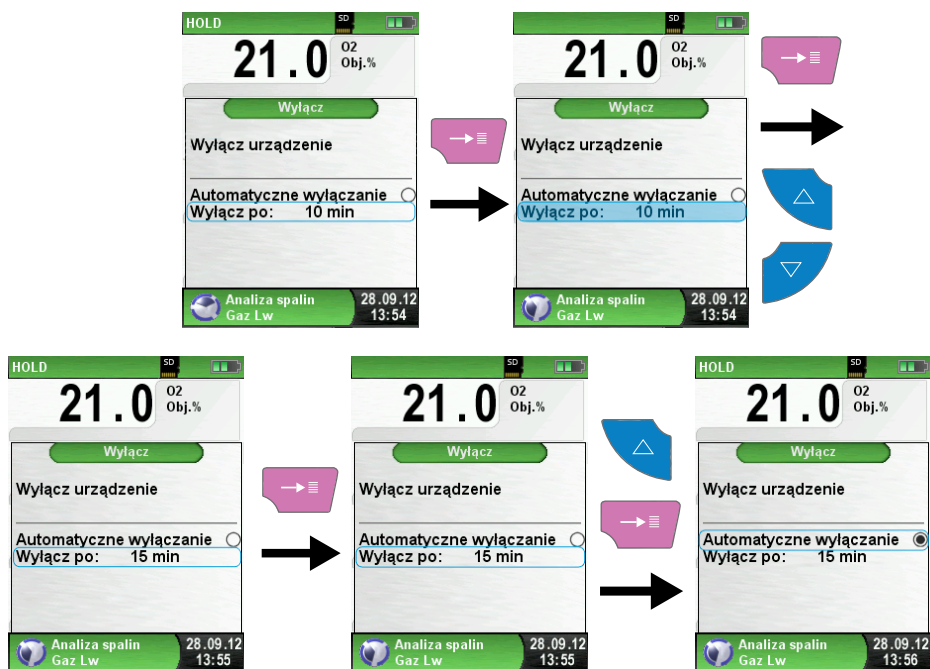 HOLD
SD
21.0
O2
Obj.%
Wyłącz
Wyłącz urządzenie
Automatyczne wyłączanie
Wyłącz po: 10 min
Analiza spalin
Gaz Lw
28.09.12
13:54
SD
21.0
O2
Obj.%
Wyłącz
Wyłącz urządzenie
Automatyczne wyłączanie
Wyłącz po: 10 min
Analiza spalin
Gaz Lw
28.09.12
13:54
HOLD
SD
21.0
O2
Obj.%
Wyłącz
Wyłącz urządzenie
Automatyczne wyłączanie
Wyłącz po: 15 min
Analiza spalin
Gaz Lw
28.09.12
13:55
SD
21.0
O2
Obj.%
Wyłącz
Wyłącz urządzenie
Automatyczne wyłączanie
Wyłącz po: 15 min
Analiza spalin
Gaz Lw
28.09.12
13:55
HOLD
SD
21.0
O2
Obj.%
Wyłącz
Wyłącz urządzenie
Automatyczne wyłączanie
Wyłącz po: 15 min
Analiza spalin
Gaz Lw
28.09.12
13:56